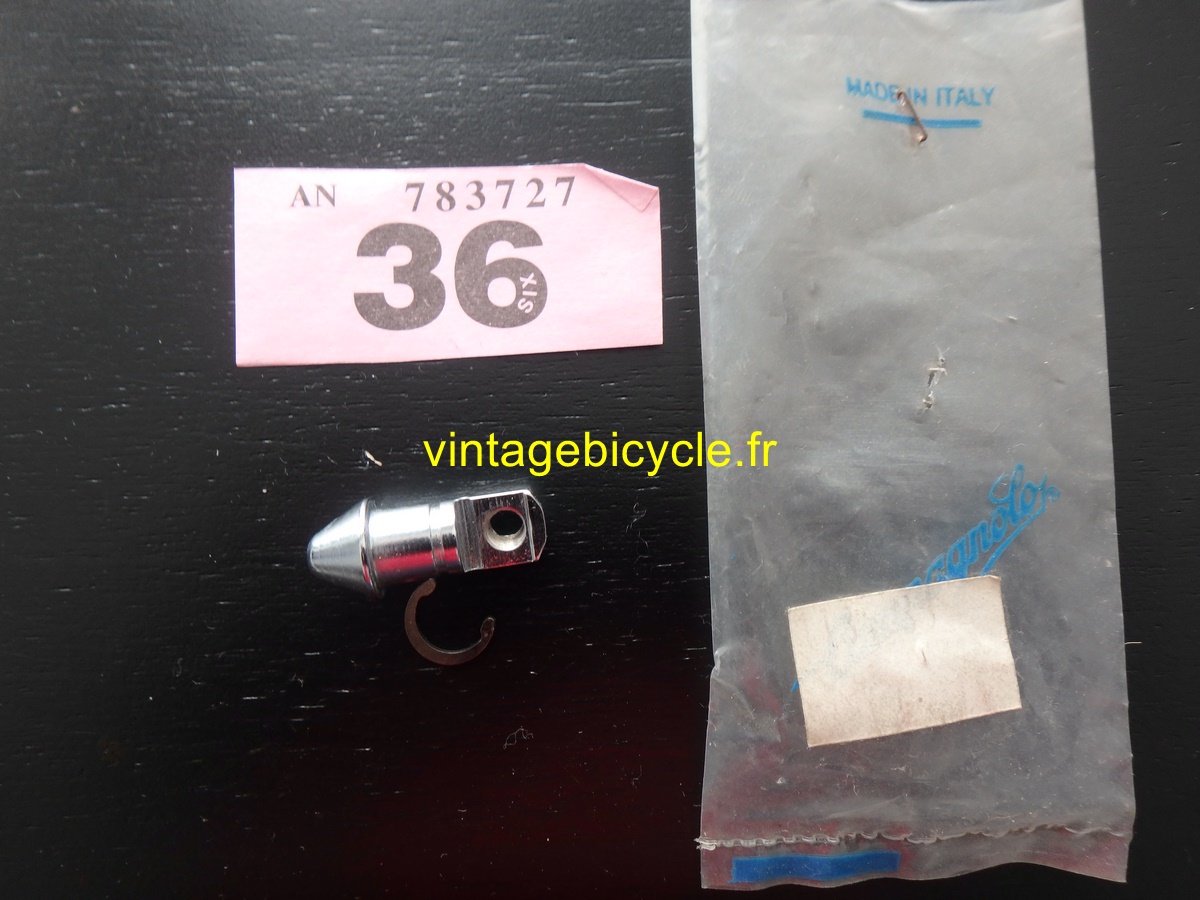 MADE IN ITALY
AN 783727
36
SIX
vintagebicycle.fr